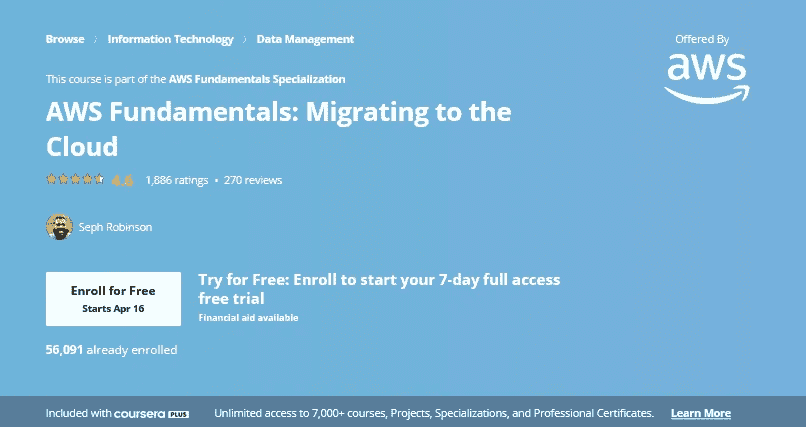 Browse > Information Technology > Data Management
Offered By
aws
This course is part of the AWS Fundamentals Specialization
AWS Fundamentals: Migrating to the
Cloud
4.6 1,886 ratings • 270 reviews
Seph Robinson
Enroll for Free
Starts Apr 16
Try for Free: Enroll to start your 7-day full access
free trial
Financial aid available
56,091 already enrolled
Included with coursera PLUS Unlimited access to 7,000+ courses, Projects, Specializations, and Professional Certificates. Learn More